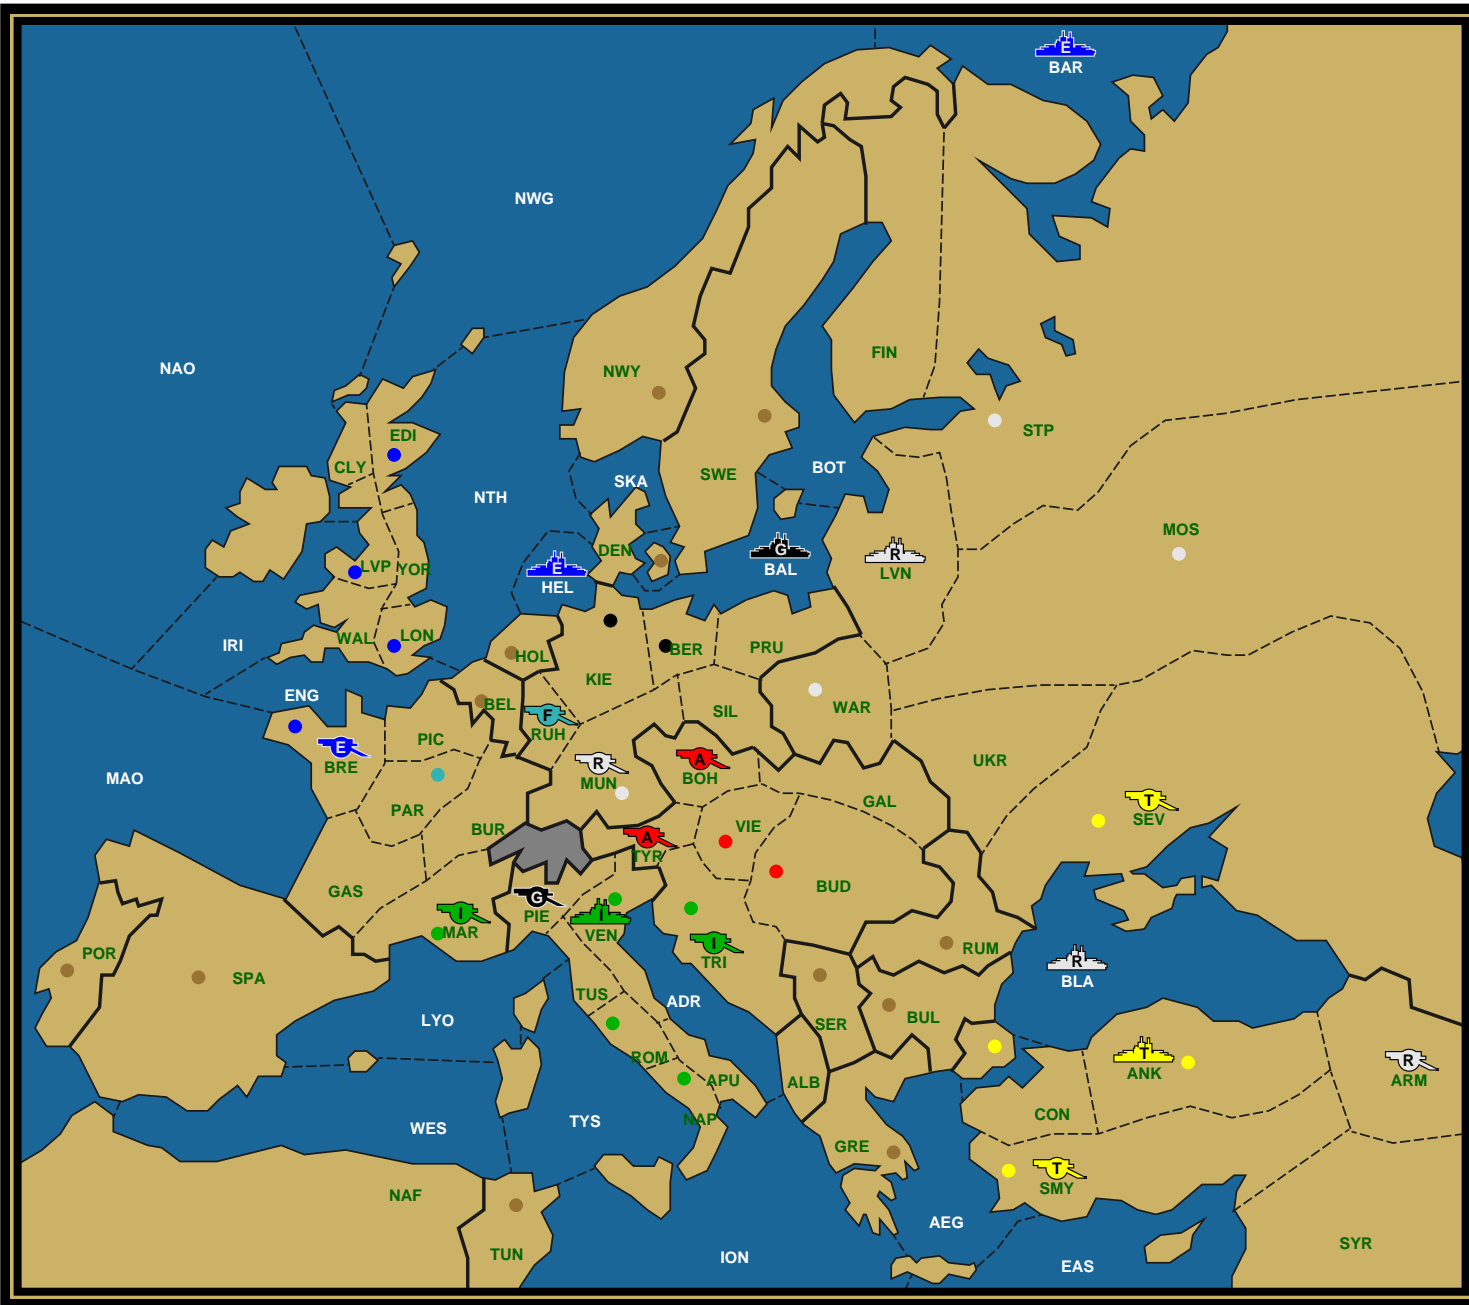 E
BAR
NWG
NAO
FIN
NWY
EDI
STP
CLY
SWE
BOT
SKA
NTH
MOS
G
BAL
R
LVN
DEN
E
HEL
LVP
YOR
IRI
WAL
LON
HOL
BER
PRU
KIE
ENG
BEL
F
RUH
SIL
WAR
PIC
E
BRE
R
MUN
A
BOH
UKR
MAO
PAR
GAL
T
SEV
BUR
VIE
A
TYR
BUD
GAS
G
PIE
I
MAR
I
VEN
I
TRI
RUM
POR
SPA
R
BLA
TUS
ADR
LYO
SER
BUL
ROM
T
ANK
R
ARM
APU
ALB
CON
NAP
WES
TYS
GRE
T
SMY
NAF
AEG
TUN
ION
EAS
SYR